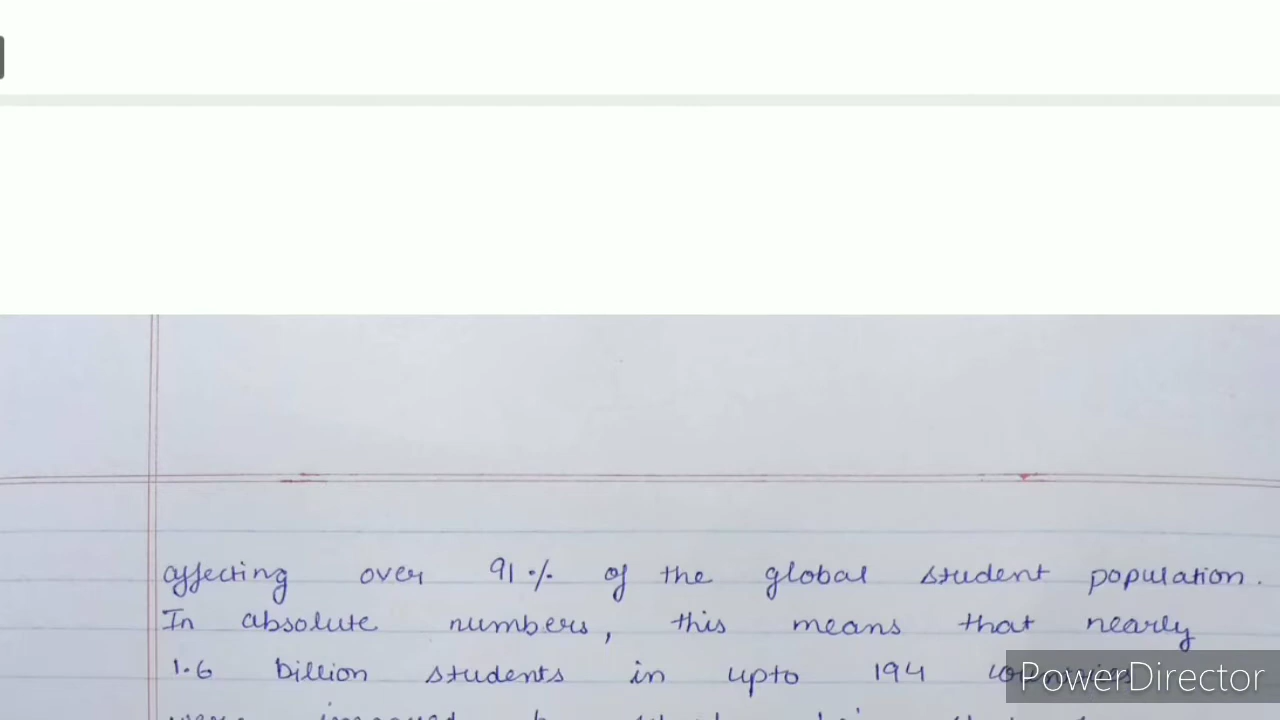 affecting over 91% of the global student population.
In absolute numbers, this means that nearly
1.6 billion students in upto 194 countries
PowerDirector